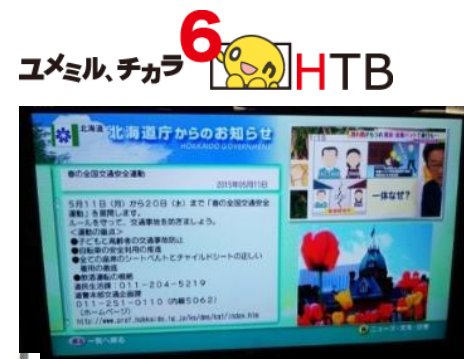 ユメミル、チカラ
6
HTB
北海道
北海道庁からのお知らせ
HOKKAIDO GOVERNMENT
春の全国交通安全運動
2015年05月11日
5月11日（月）から20日（水）まで「春の全国交通安全
運動」を展開します。
ルールを守って、交通事故を防ぎましょう。
＜運動の重点＞
●子どもと高齢者の交通事故防止
●自転車の安全利用の推進
●全ての座席のシートベルトとチャイルドシートの正しい
着用の徹底
●飲酒運転の根絶
道民生活課：011-204-5219
道警本部交通企画課
011-251-0110（内線5062）
（ホームページ）
一体なぜ？
一覧へ戻る
ニュース・天気・災害